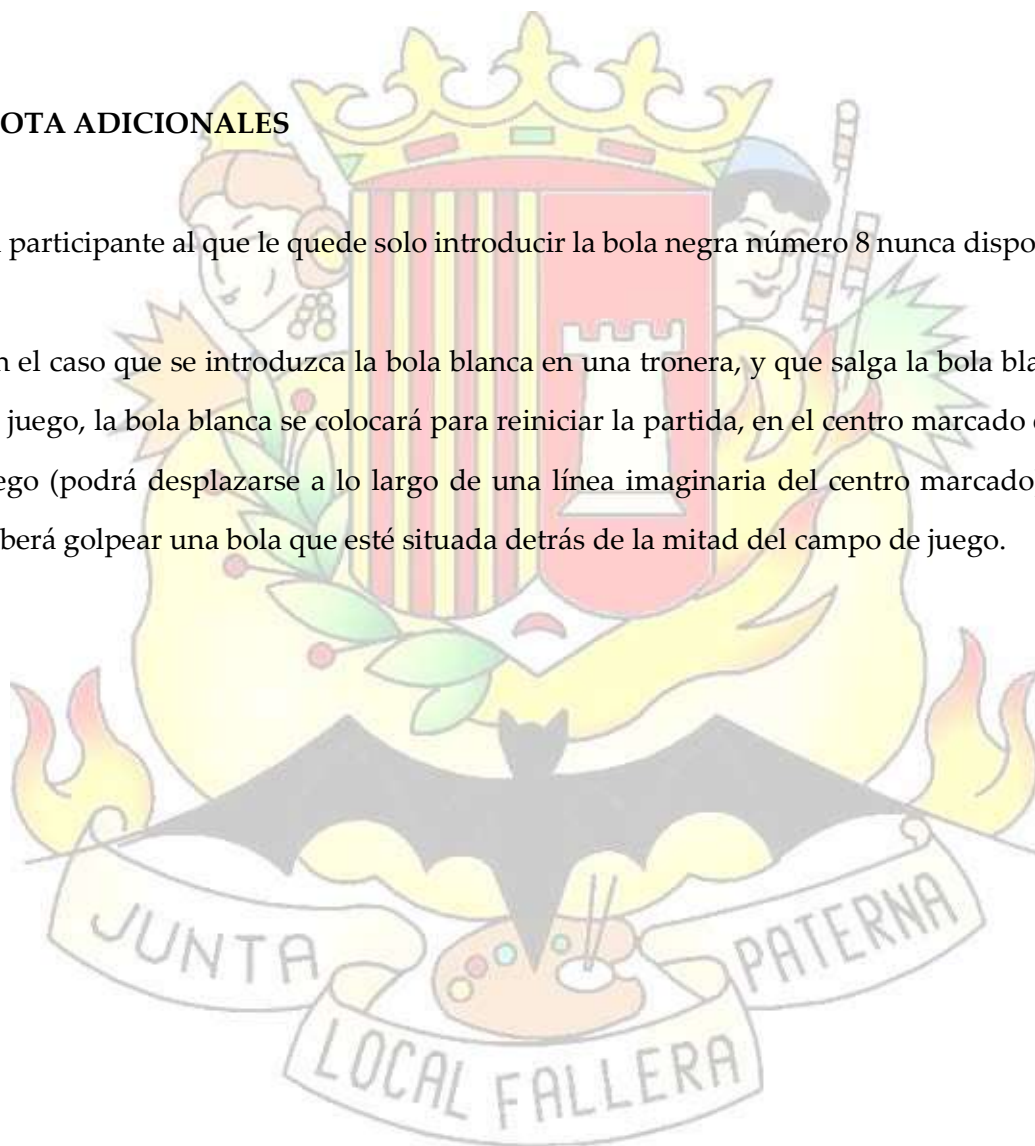 OTA ADICIONALES
participante al que le quede solo introducir la bola negra número 8 nunca dispo
n el caso que se introduzca la bola blanca en una tronera, y que salga la bola bla
juego, la bola blanca se colocará para reiniciar la partida, en el centro marcado
ego (podrá desplazarse a lo largo de una línea imaginaria del centro marcado
berá golpear una bola que esté situada detrás de la mitad del campo de juego.
JUNTA
LOCAL FALLERA
PATERNA